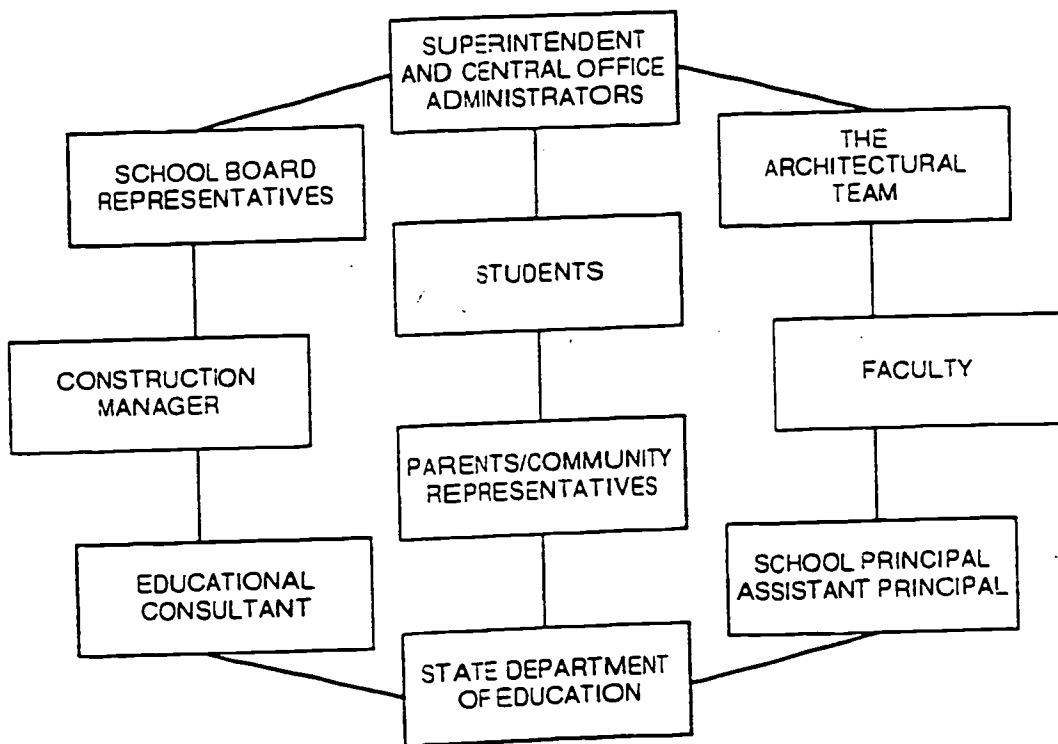 SUPERINTENDENT
AND CENTRAL OFFICE
ADMINISTRATORS
SCHOOL BOARD
REPRESENTATIVES
THE
ARCHITECTURAL
TEAM
STUDENTS
CONSTRUCTION
MANAGER
FACULTY
PARENTS/COMMUNITY
REPRESENTATIVES
EDUCATIONAL
CONSULTANT
SCHOOL PRINCIPAL
ASSISTANT PRINCIPAL
STATE DEPARTMENT
OF EDUCATION